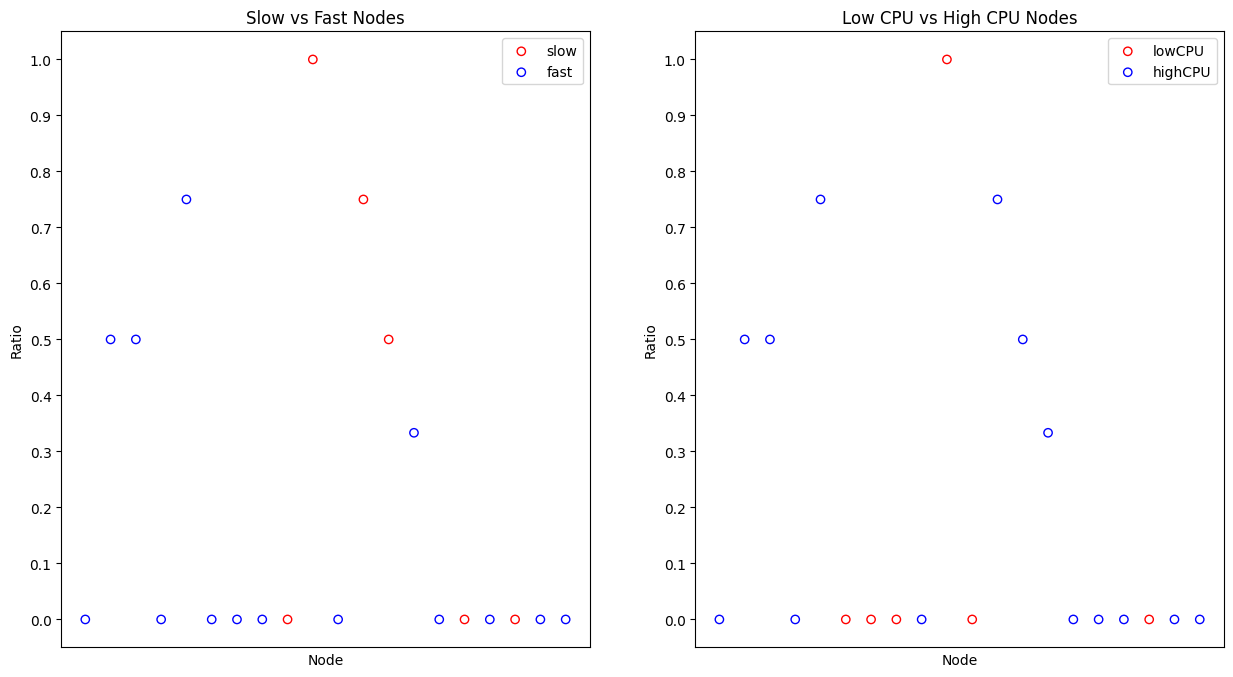 Slow vs Fast Nodes
slow
fast
1.0
0.9
0.8
0.7
0.6
0.5
0.4
0.3
0.2
0.1
0.0
Ratio
Node
Low CPU vs High CPU Nodes
lowCPU
highCPU
1.0
0.9
0.8
0.7
0.6
0.5
0.4
0.3
0.2
0.1
0.0
Ratio
Node